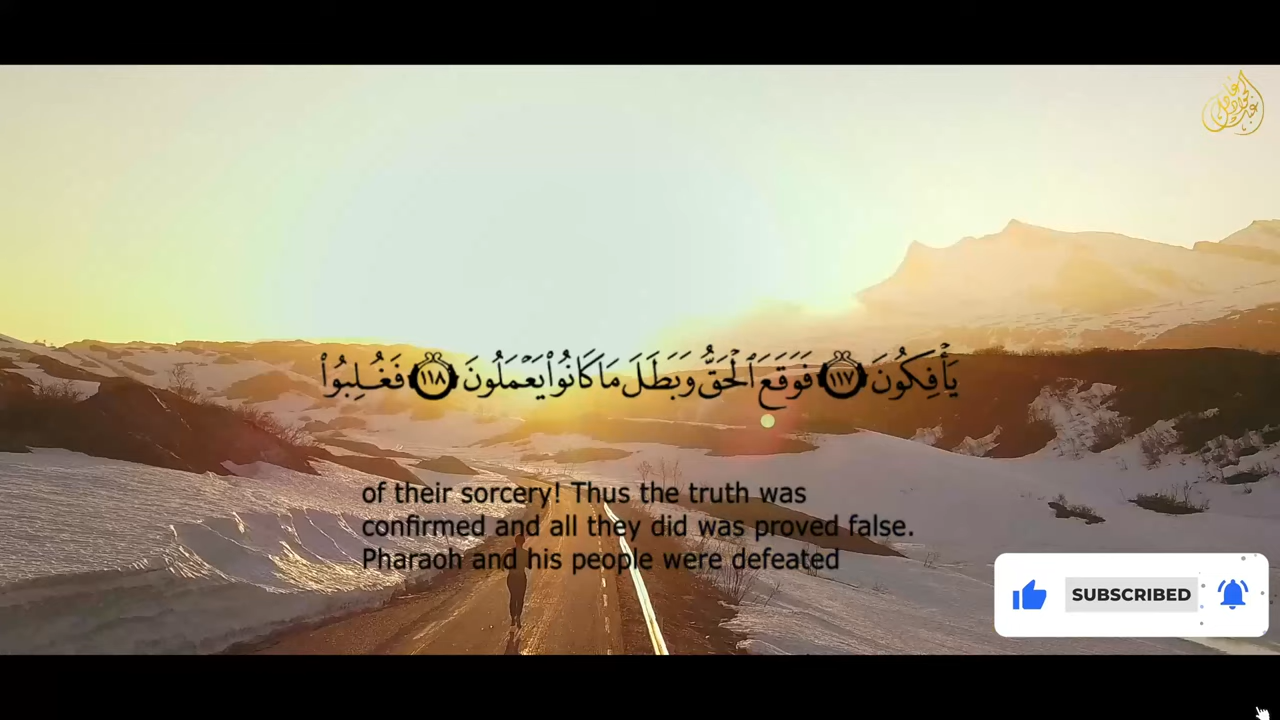 يَأْفِكُونَ ١١٧ فَوَقَعَ ٱلْحَقُّ وَبَطَلَ مَا كَانُوا۟ يَعْمَلُونَ ١١٨ فَغُلِبُوا۟
of their sorcery! Thus the truth was
confirmed and all they did was proved false.
Pharaoh and his people were defeated
SUBSCRIBED